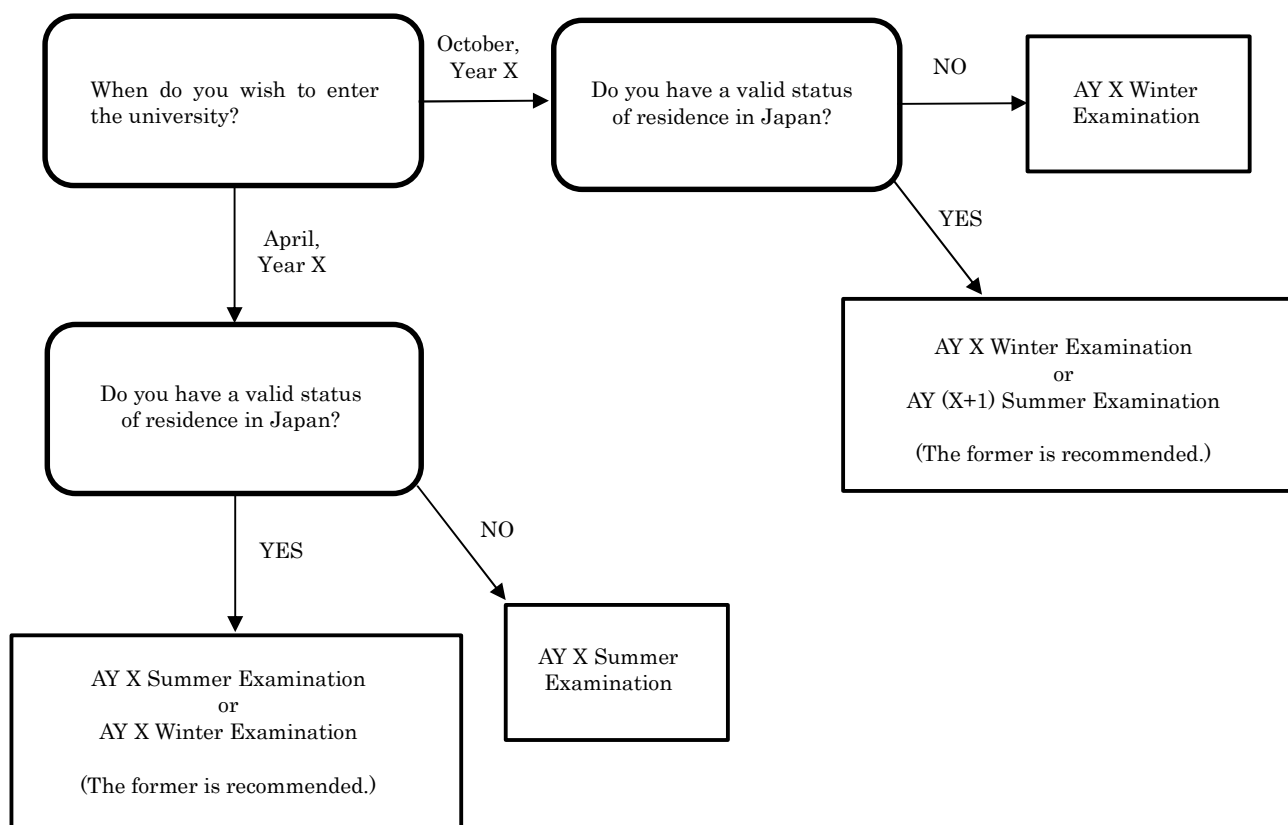 When do you wish to enter
the university?
October,
Year X
Do you have a valid status
of residence in Japan?
NO
AY X Winter
Examination
YES
AY X Winter Examination
or
AY (X+1) Summer Examination
(The former is recommended.)
April,
Year X
Do you have a valid status
of residence in Japan?
YES
AY X Summer Examination
or
AY X Winter Examination
(The former is recommended.)
NO
AY X Summer
Examination